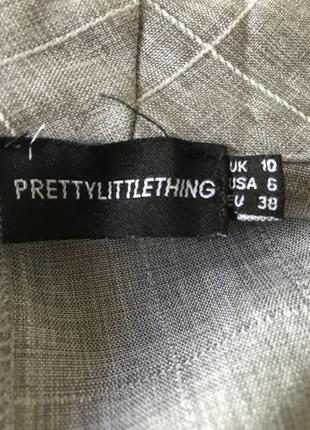 PRETTYLITTLETHING
UK 10
USA 6
EU 38